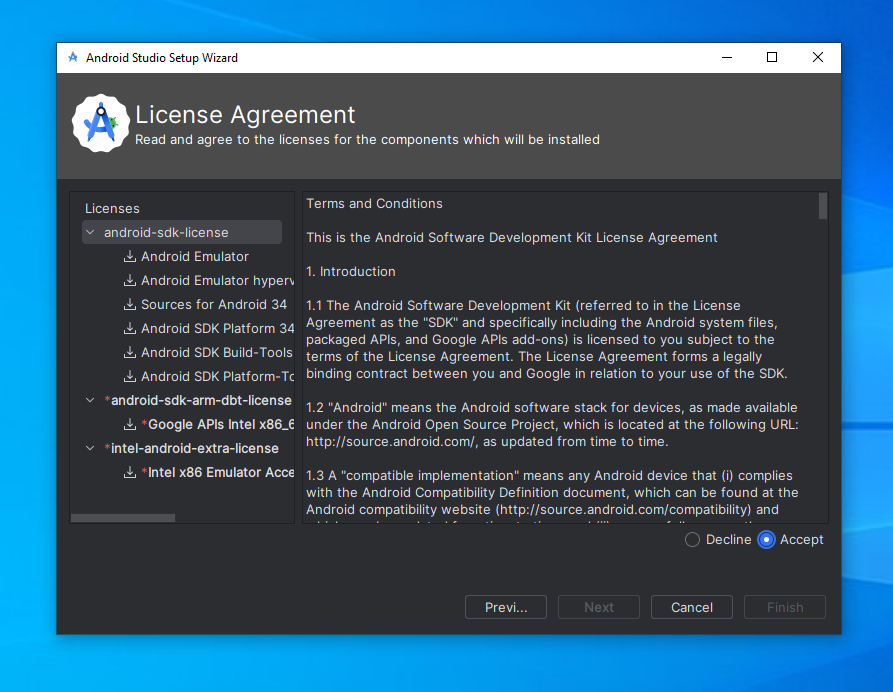 Android Studio Setup Wizard
License Agreement
Read and agree to the licenses for the components which will be installed
Licenses
android-sdk-license
Android Emulator
Android Emulator hyperv
Sources for Android 34
Android SDK Platform 34
Android SDK Build-Tools
Android SDK Platform-To
*android-sdk-arm-dbt-license
*Google APIs Intel x86_6
*intel-android-extra-license
*Intel x86 Emulator Acce
Terms and Conditions
This is the Android Software Development Kit License Agreement
1. Introduction
1.1 The Android Software Development Kit (referred to in the License
Agreement as the "SDK" and specifically including the Android system files,
packaged APIs, and Google APIs add-ons) is licensed to you subject to the
terms of the License Agreement. The License Agreement forms a legally
binding contract between you and Google in relation to your use of the SDK.
1.2 "Android" means the Android software stack for devices, as made available
under the Android Open Source Project, which is located at the following URL:
http://source.android.com/, as updated from time to time.
1.3 A "compatible implementation" means any Android device that (i) complies
with the Android Compatibility Definition document, which can be found at the
Android compatibility website (http://source.android.com/compatibility) and
Decline
Accept
Previ...
Next
Cancel
Finish